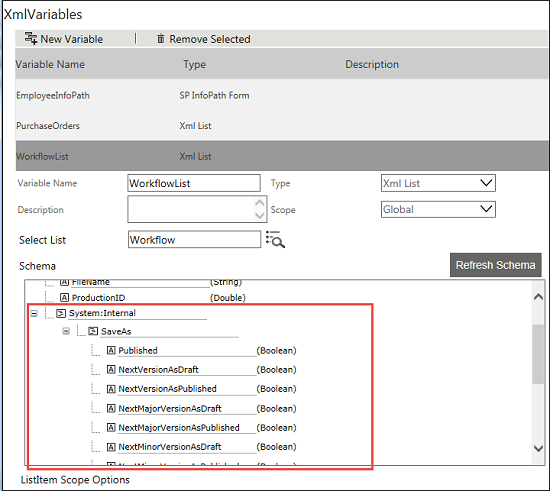 XmlVariables
New Variable Remove Selected
Variable Name Type Description
EmployeeInfoPath SP InfoPath Form
PurchaseOrders Xml List
WorkflowList Xml List
Variable Name WorkflowList Type Xml List
Description Scope Global
Select List Workflow
Schema Refresh Schema
FileName (String)
ProductionID (Double)
System:Internal
SaveAs
Published (Boolean)
NextVersionAsDraft (Boolean)
NextVersionAsPublished (Boolean)
NextMajorVersionAsDraft (Boolean)
NextMajorVersionAsPublished (Boolean)
NextMinorVersionAsDraft (Boolean)
NextMinorVersionAsPublished (Boolean)
ListItem Scope Options